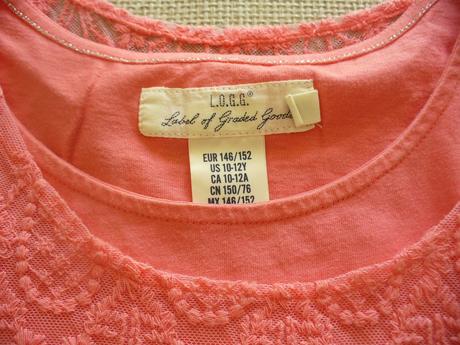 L.O.G.G.®
Label of Graded Goods
EUR 146/152
US 10-12Y
CA 10-12A
CN 150/76
MX 146/152